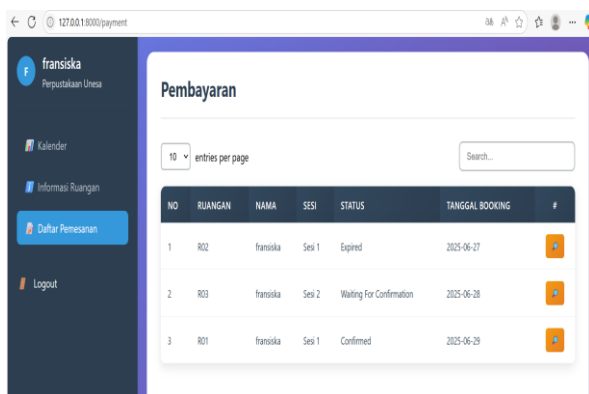 127.0.0.1:8000/payment
F
fransiska
Perpustakaan Unesa
Kalender
Informasi Ruangan
Daftar Pemesanan
Logout
Pembayaran
10 entries per page
Search...
NO RUANGAN NAMA SESI STATUS TANGGAL BOOKING #
1 R02 fransiska Sesi 1 Expired 2025-06-27
2 R03 fransiska Sesi 2 Waiting For Confirmation 2025-06-28
3 R01 fransiska Sesi 1 Confirmed 2025-06-29